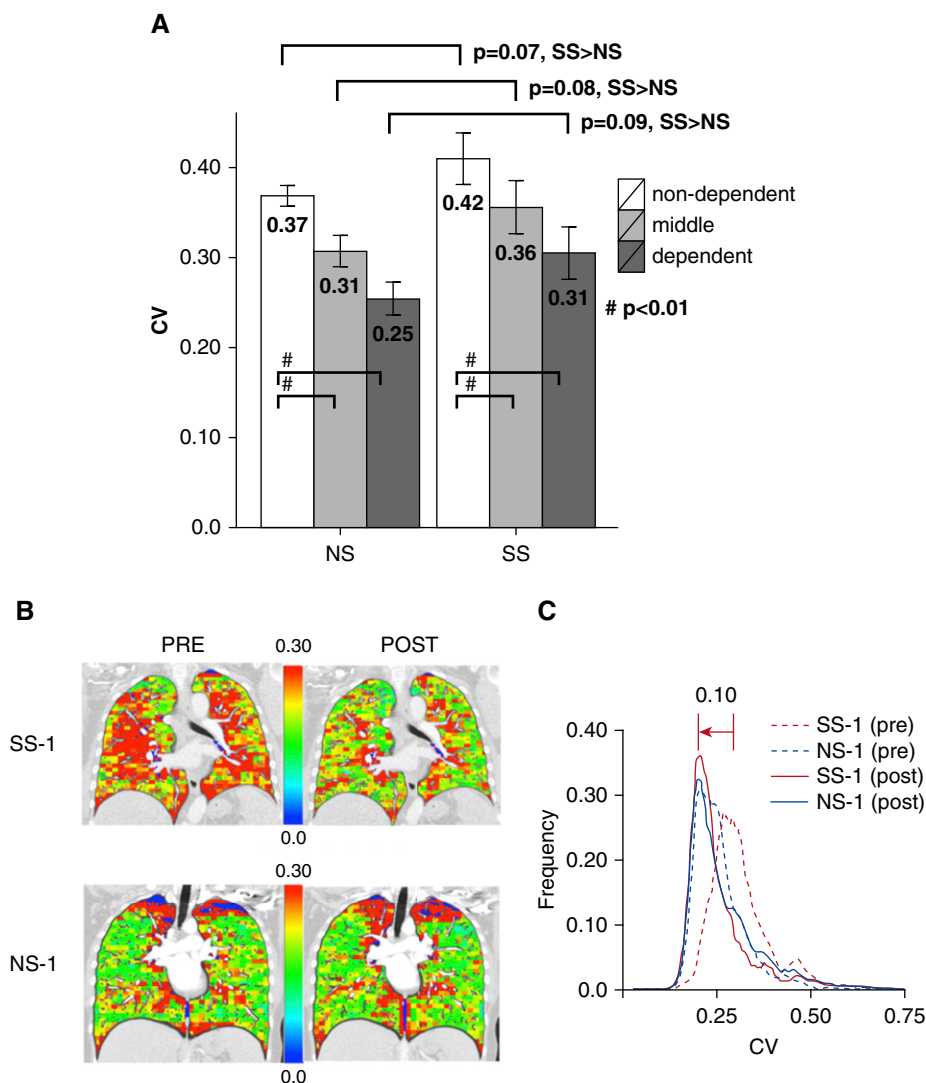 A
p=0.07, SS>NS
p=0.08, SS>NS
p=0.09, SS>NS
CV
0.40
0.30
0.20
0.10
0.0
0.37
0.31
0.25
0.42
0.36
0.31
#
#
#
#
NS
SS
non-dependent
middle
dependent
# p<0.01
B
PRE
0.30
POST
SS-1
0.0
0.30
NS-1
0.0
C
0.10
SS-1 (pre)
NS-1 (pre)
SS-1 (post)
NS-1 (post)
Frequency
0.40
0.30
0.20
0.10
0.0
0.25
0.50
0.75
CV